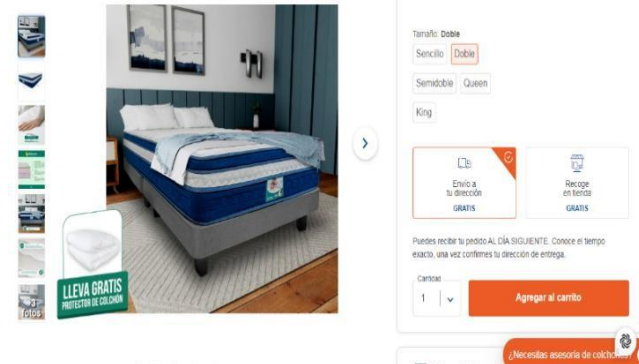 Tamaño: Doble
Sencillo
Doble
Semidoble
Queen
King
Envío a
tu dirección
GRATIS
Recoge
en tienda
GRATIS
Puedes recibir tu pedido AL DÍA SIGUIENTE. Conoce el tiempo
exacto, una vez confirmes tu dirección de entrega.
Cantidad
1
Agregar al carrito
¿Necesitas asesoría de colchones?
LLEVA GRATIS
PROTECTOR DE COLCHÓN
+3
fotos